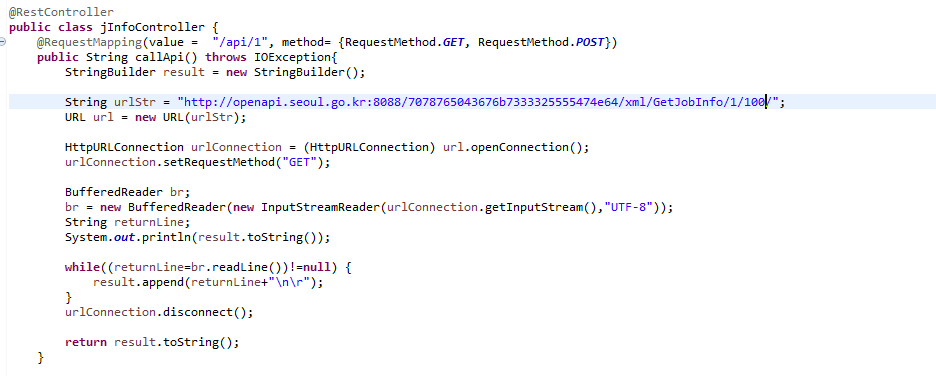 @RestController
public class jInfoController {
    @RequestMapping(value =  "/api/1", method= {RequestMethod.GET, RequestMethod.POST})
    public String callApi() throws IOException{
        StringBuilder result = new StringBuilder();
        String urlStr = "http://openapi.seoul.go.kr:8088/7078765043676b7333325555474e64/xml/GetJobInfo/1/100/";
        URL url = new URL(urlStr);
        HttpURLConnection urlConnection = (HttpURLConnection) url.openConnection();
        urlConnection.setRequestMethod("GET");
        BufferedReader br;
        br = new BufferedReader(new InputStreamReader(urlConnection.getInputStream(),"UTF-8"));
        String returnLine;
        System.out.println(result.toString());
        while((returnLine=br.readLine())!=null) {
            result.append(returnLine+"\n\r");
        }
        urlConnection.disconnect();
        return result.toString();
    }